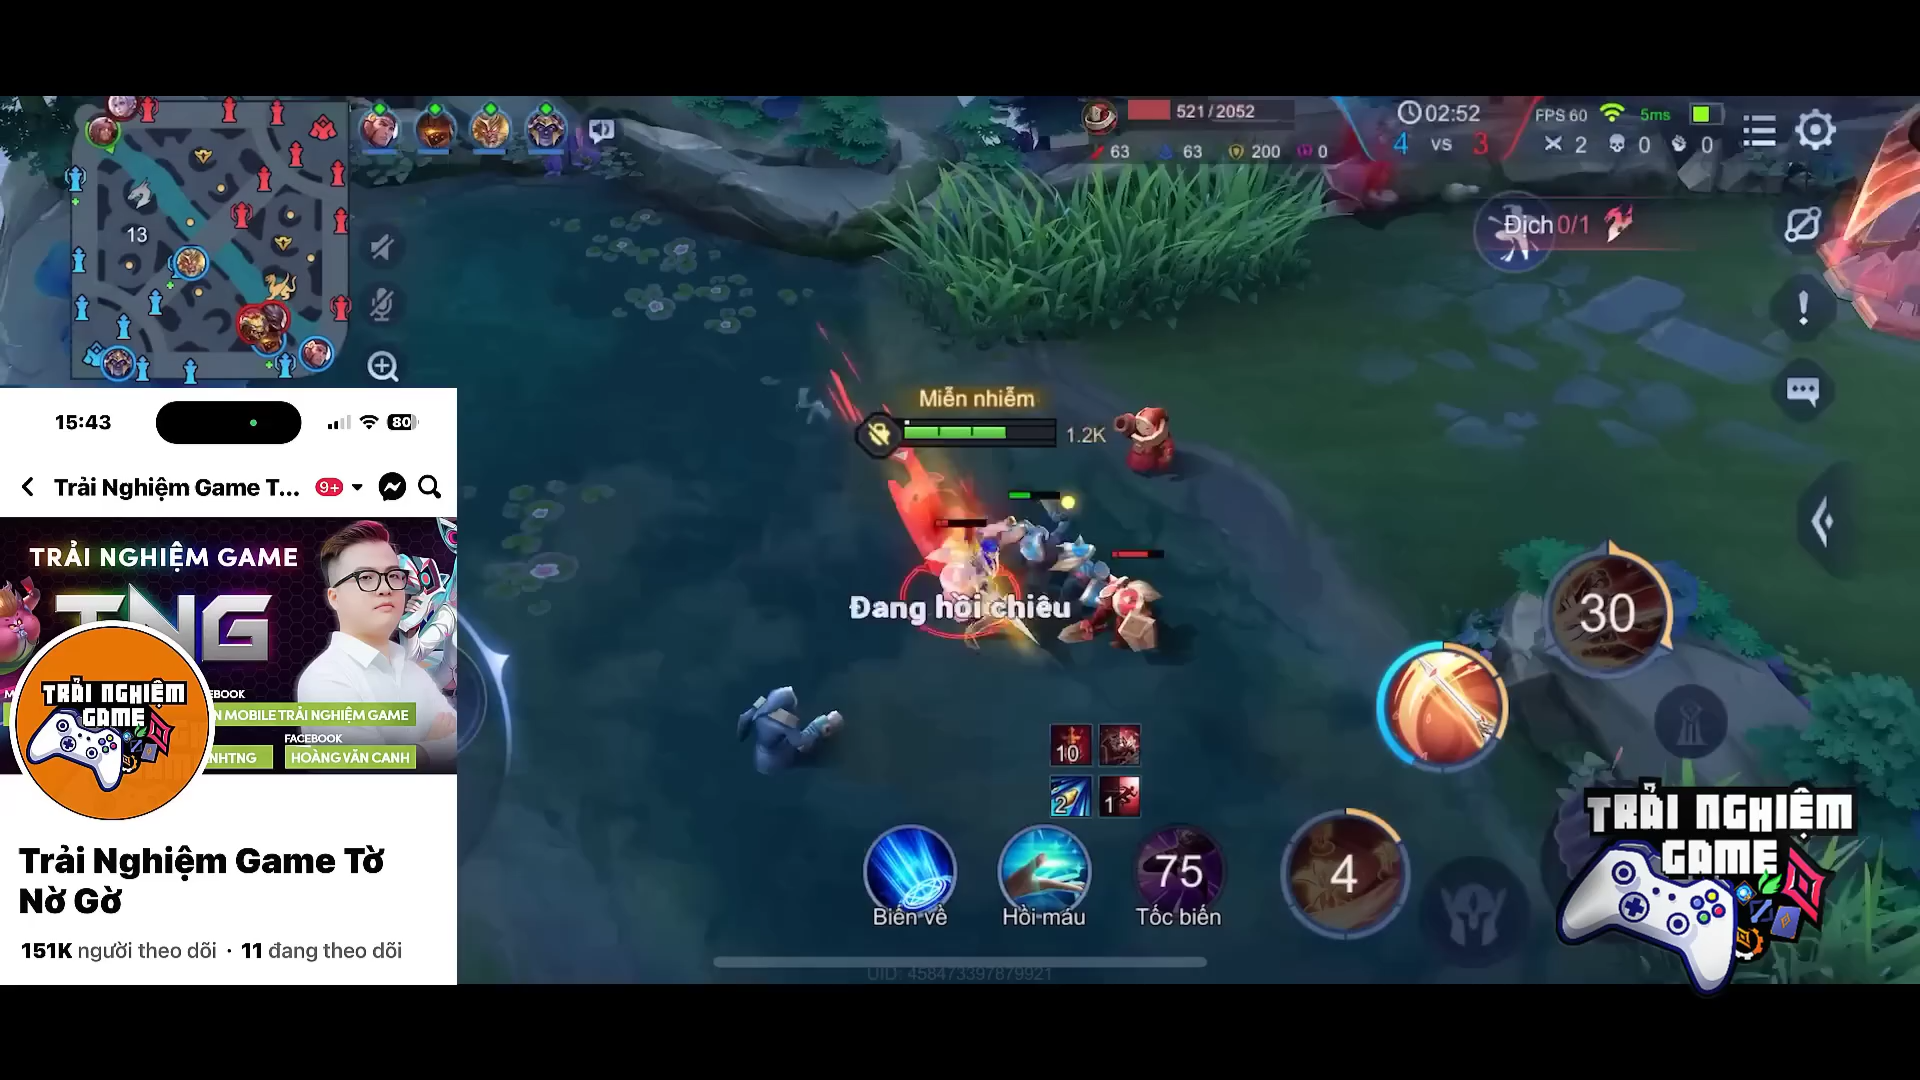 521/2052
63 63 200 0
02:52
4 vs 3
FPS 60 5ms
2 0 0
Địch 0/1
13
Miễn nhiễm
1.2K
Đang hồi chiêu
30
10
2 1
75
4
Biến về
Hồi máu
Tốc biến
UID: 458473397879921
15:43
80
Trải Nghiệm Game T...
9+
TRẢI NGHIỆM GAME
TNG
EBOOK
N MOBILE TRẢI NGHIỆM GAME
FACEBOOK
NHTNG
HOÀNG VĂN CANH
TRẢI NGHIỆM
GAME
Trải Nghiệm Game Tờ
Nờ Gờ
151K người theo dõi · 11 đang theo dõi
TRẢI NGHIỆM
GAME